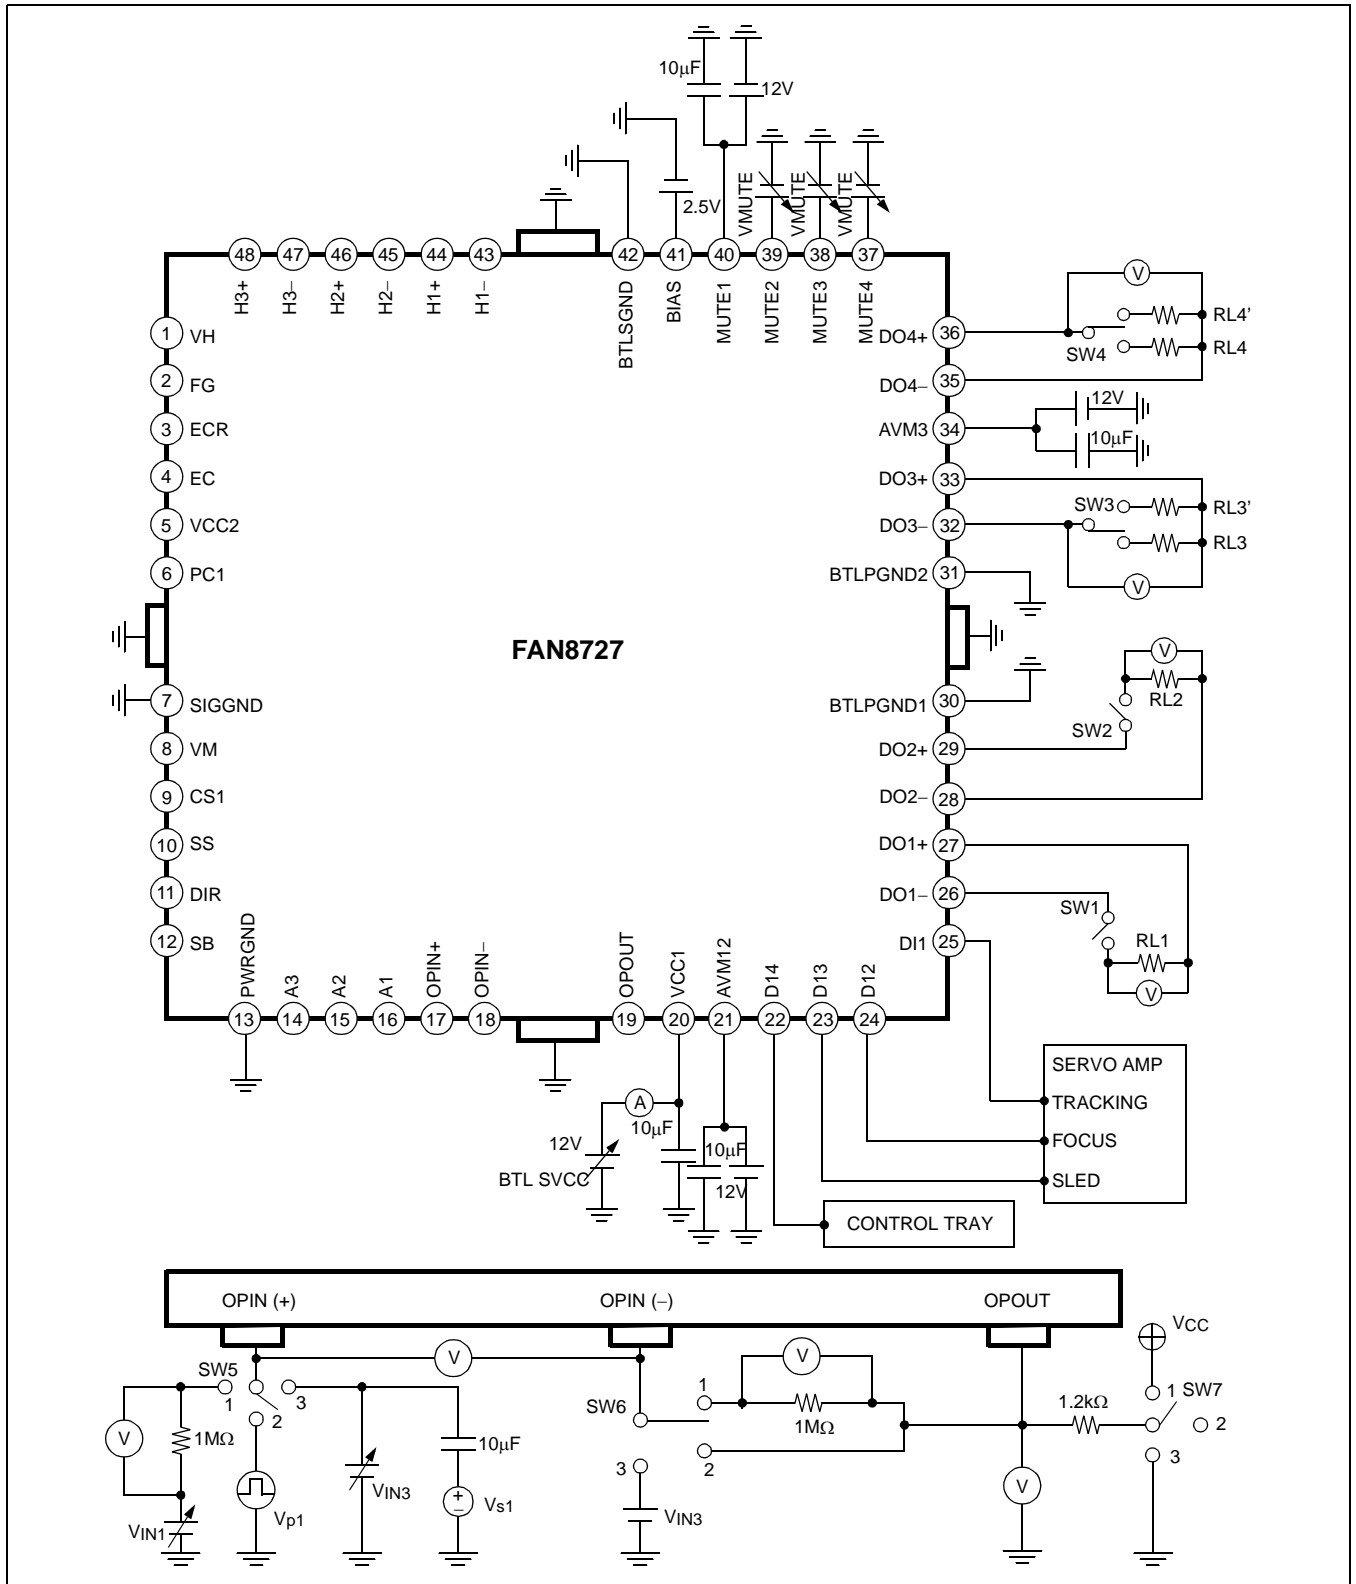 10µF
12V
2.5V
VMUTE
VMUTE
VMUTE
48 47 46 45 44 43 42 41 40 39 38 37
H3+ H3− H2+ H2− H1+ H1− BTLSGND BIAS MUTE1 MUTE2 MUTE3 MUTE4
1 VH
2 FG
3 ECR
4 EC
5 VCC2
6 PC1
7 SIGGND
8 VM
9 CS1
10 SS
11 DIR
12 SB
FAN8727
DO4+ 36
DO4− 35
AVM3 34
DO3+ 33
DO3− 32
BTLPGND2 31
BTLPGND1 30
DO2+ 29
DO2− 28
DO1+ 27
DO1− 26
DI1 25
V
RL4'
SW4
RL4
12V
10µF
SW3
RL3'
RL3
V
V
RL2
SW2
SW1
RL1
V
PWRGND A3 A2 A1 OPIN+ OPIN− OPOUT VCC1 AVM12 D14 D13 D12
13 14 15 16 17 18 19 20 21 22 23 24
SERVO AMP
TRACKING
FOCUS
SLED
A
10µF
12V
BTL SVCC
10µF
12V
CONTROL TRAY
OPIN (+)
OPIN (−)
OPOUT
VCC
V
SW5
1
2
3
V
1MΩ
VIN1
Vp1
VIN3
10µF
Vs1
SW6
1
2
3
V
1MΩ
VIN3
V
1.2kΩ
1
SW7
2
3